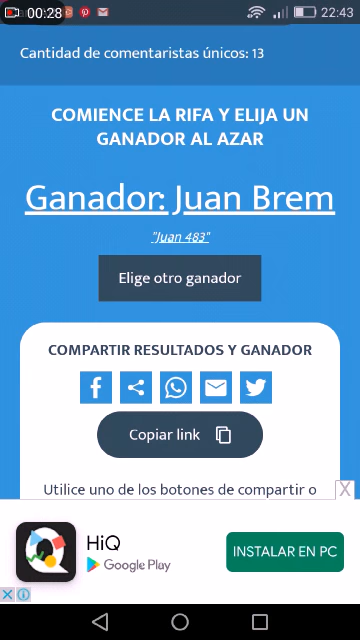 00:28
22:43
Cantidad de comentaristas únicos: 13
COMIENCE LA RIFA Y ELIJA UN
GANADOR AL AZAR
Ganador: Juan Brem
"Juan 483"
Elige otro ganador
COMPARTIR RESULTADOS Y GANADOR
Copiar link
Utilice uno de los botones de compartir o
X
HiQ
Google Play
INSTALAR EN PC